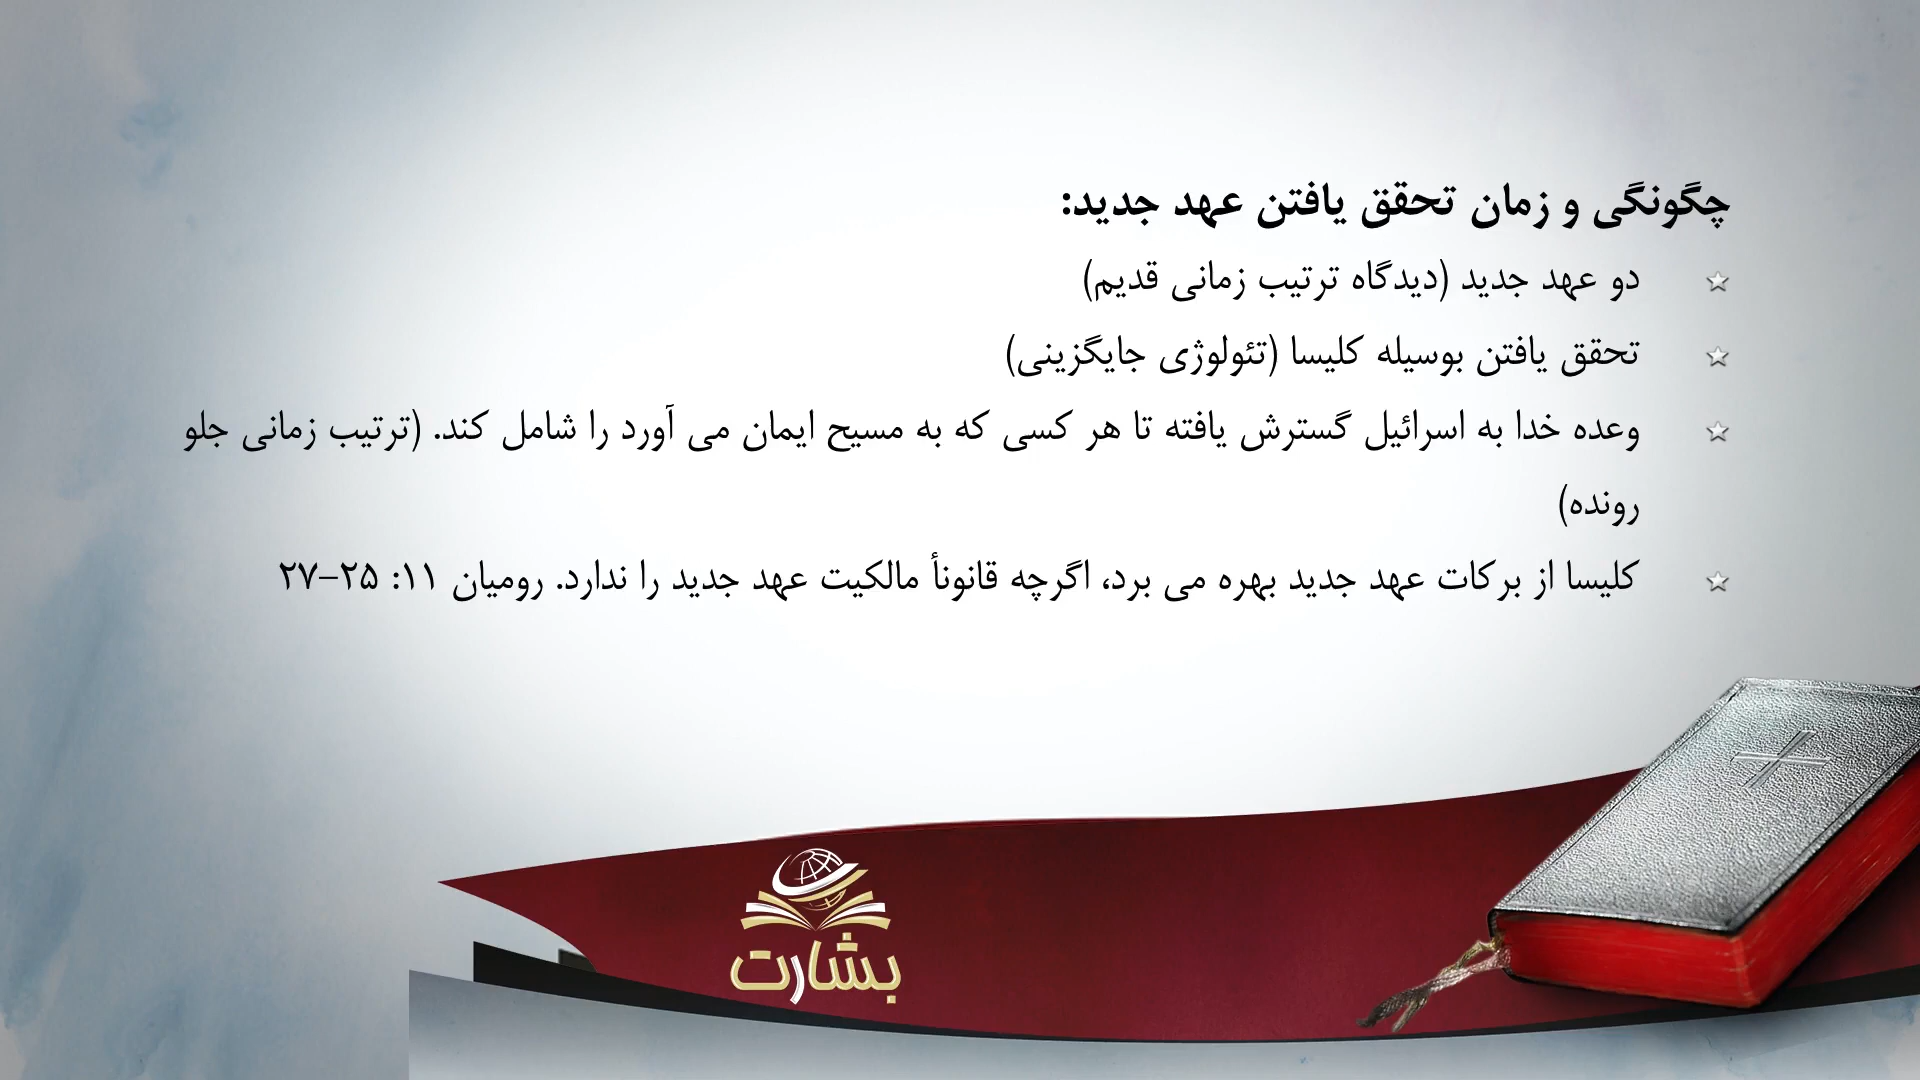 چگونگی و زمان تحقق یافتن عهد جدید:
دو عهد جدید (دیدگاه ترتیب زمانی قدیم)
تحقق یافتن بوسیله کلیسا (تئولوژی جایگزینی)
وعده خدا به اسرائیل گسترش یافته تا هر کسی که به مسیح ایمان می آورد را شامل کند. (ترتیب زمانی جلو
رونده)
کلیسا از برکات عهد جدید بهره می برد، اگرچه قانوناً مالکیت عهد جدید را ندارد. رومیان ۱۱: ۲۵–۲۷
بشارت